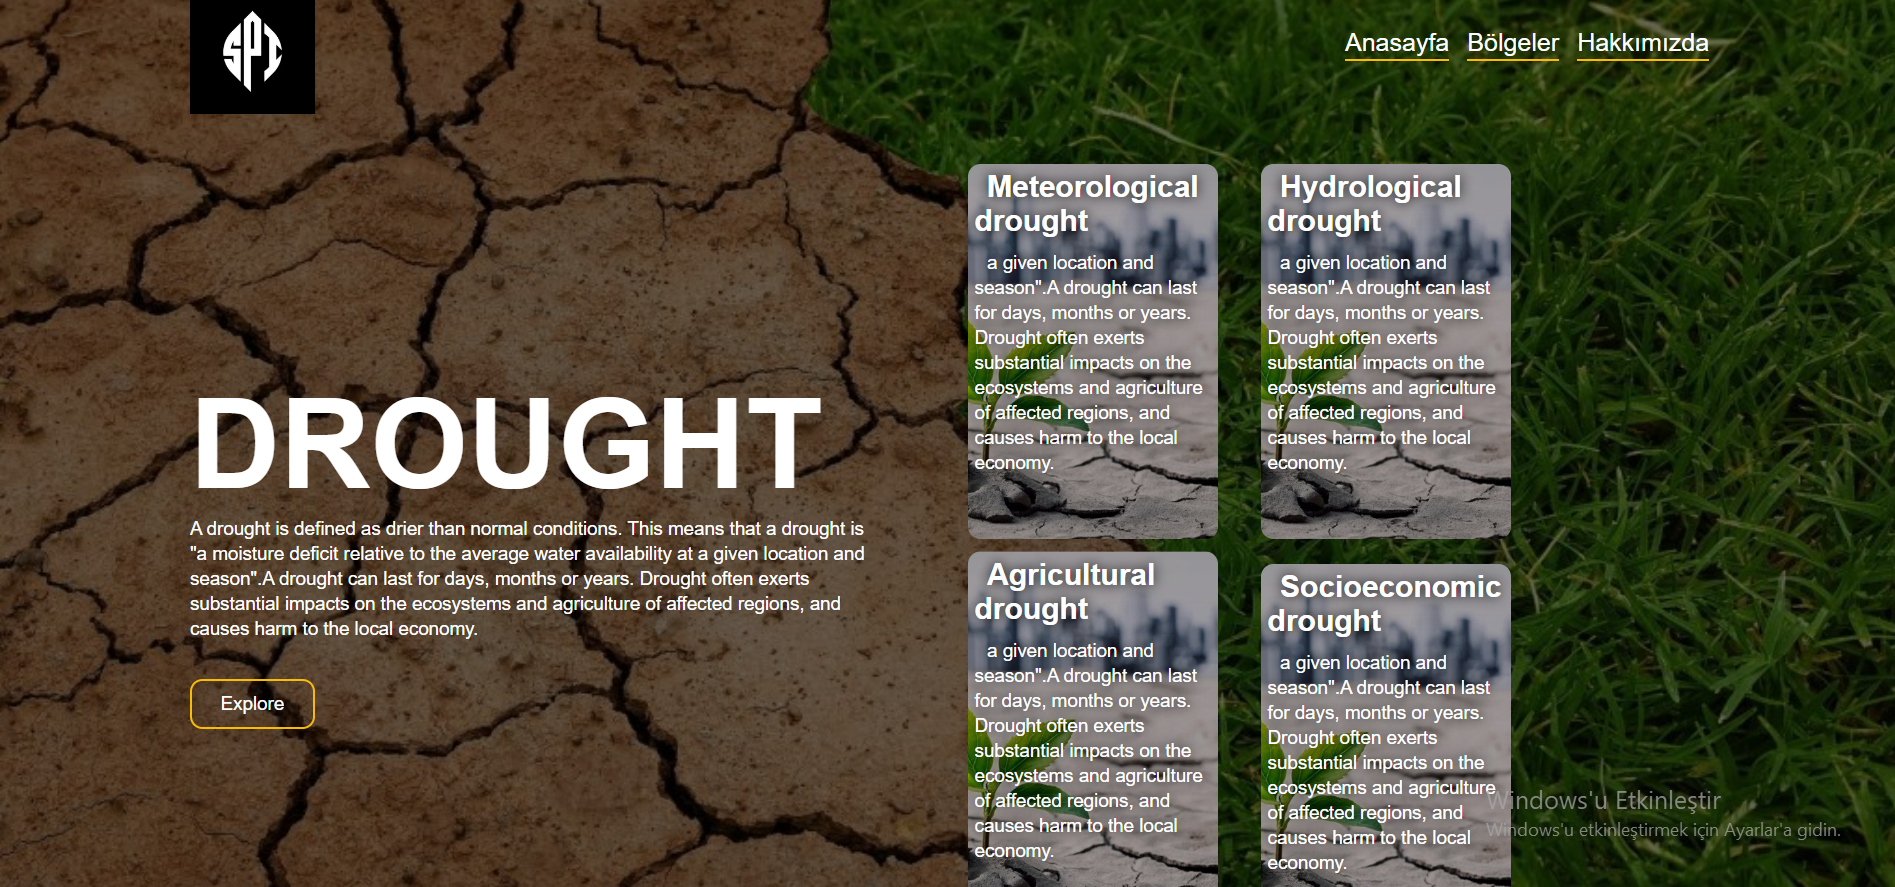 SPI
Anasayfa Bölgeler Hakkımızda
DROUGHT
A drought is defined as drier than normal conditions. This means that a drought is
"a moisture deficit relative to the average water availability at a given location and
season".A drought can last for days, months or years. Drought often exerts
substantial impacts on the ecosystems and agriculture of affected regions, and
causes harm to the local economy.
Explore
Meteorological
drought
a given location and
season".A drought can last
for days, months or years.
Drought often exerts
substantial impacts on the
ecosystems and agriculture
of affected regions, and
causes harm to the local
economy.
Hydrological
drought
a given location and
season".A drought can last
for days, months or years.
Drought often exerts
substantial impacts on the
ecosystems and agriculture
of affected regions, and
causes harm to the local
economy.
Agricultural
drought
a given location and
season".A drought can last
for days, months or years.
Drought often exerts
substantial impacts on the
ecosystems and agriculture
of affected regions, and
causes harm to the local
economy.
Socioeconomic
drought
a given location and
season".A drought can last
for days, months or years.
Drought often exerts
substantial impacts on the
ecosystems and agriculture
of affected regions, and
causes harm to the local
economy.
Windows'u Etkinleştir
Windows'u etkinleştirmek için Ayarlar'a gidin.